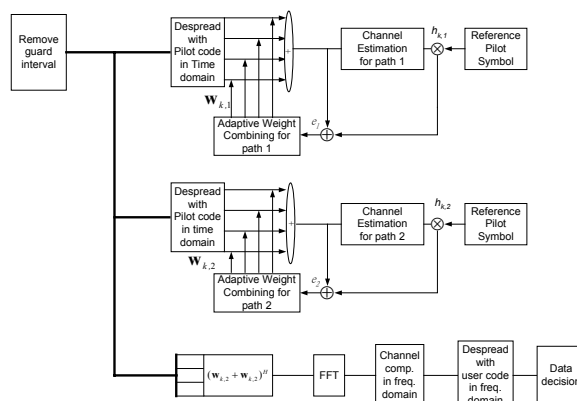 Remove
guard
interval
Despread
with
Pilot code
in Time
domain
+
Channel
Estimation
for path 1
h_{k,1}
Reference
Pilot
Symbol
w_{k,1}
Adaptive Weight
Combining for
path 1
e_1
Despread
with
Pilot code
in time
domain
+
Channel
Estimation
for path 2
h_{k,2}
Reference
Pilot
Symbol
w_{k,2}
Adaptive Weight
Combining for
path 2
e_2
(w_{k,2} + w_{k,2})^H
FFT
Channel
comp.
in freq.
domain
Despread
with
user code
in freq.
domain
Data
decision